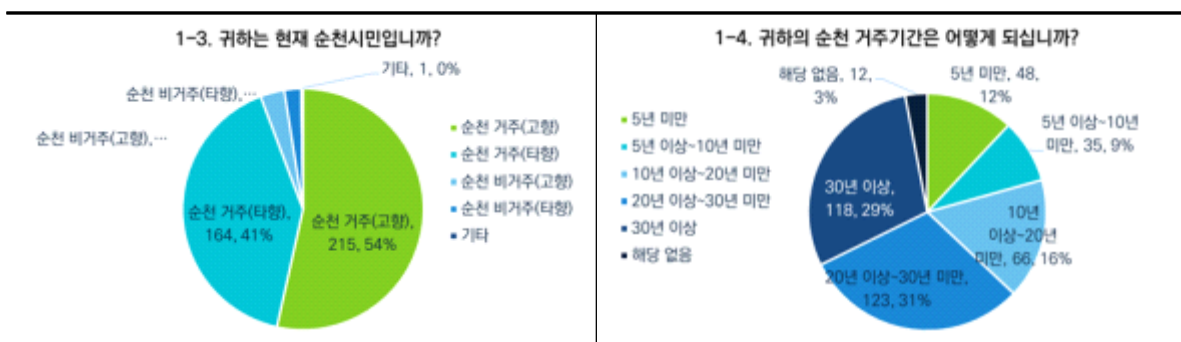 1-3. 귀하는 현재 순천시민입니까?
기타, 1, 0%
순천 비거주(타향),…
순천 비거주(고향),…
순천 거주(타향),
164, 41%
순천 거주(고향),
215, 54%
순천 거주(고향)
순천 거주(타향)
순천 비거주(고향)
순천 비거주(타향)
기타
1-4. 귀하의 순천 거주기간은 어떻게 되십니까?
해당 없음, 12,
3%
5년 미만, 48,
12%
5년 이상~10년
미만, 35, 9%
10년
이상~20년
미만, 66, 16%
20년 이상~30년 미만,
123, 31%
30년 이상,
118, 29%
5년 미만
5년 이상~10년 미만
10년 이상~20년 미만
20년 이상~30년 미만
30년 이상
해당 없음